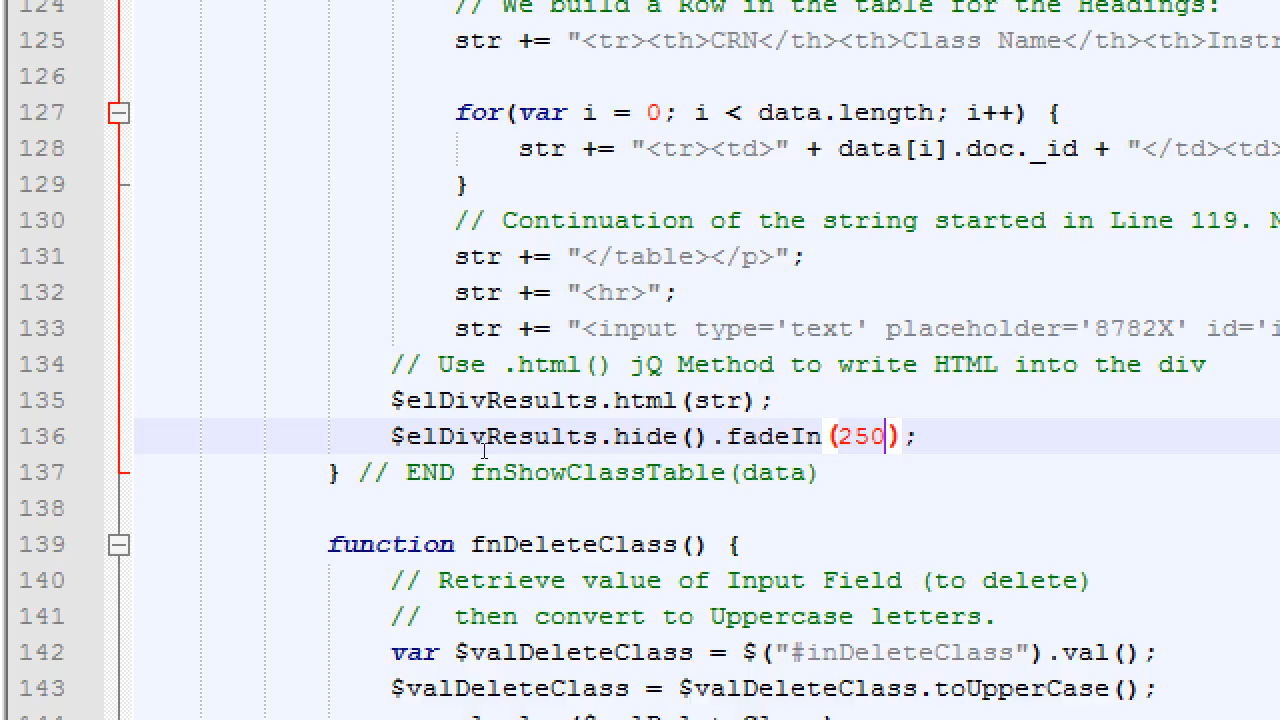 124 // We build a Row in the table for the Headings:
125 str += "<tr><th>CRN</th><th>Class Name</th><th>Instr
126
127 for(var i = 0; i < data.length; i++) {
128 str += "<tr><td>" + data[i].doc._id + "</td><td>
129 }
130 // Continuation of the string started in Line 119. N
131 str += "</table></p>";
132 str += "<hr>";
133 str += "<input type='text' placeholder='8782X' id='i
134 // Use .html() jQ Method to write HTML into the div
135 $elDivResults.html(str);
136 $elDivResults.hide().fadeIn(250);
137 } // END fnShowClassTable(data)
138
139 function fnDeleteClass() {
140 // Retrieve value of Input Field (to delete)
141 //  then convert to Uppercase letters.
142 var $valDeleteClass = $("#inDeleteClass").val();
143 $valDeleteClass = $valDeleteClass.toUpperCase();